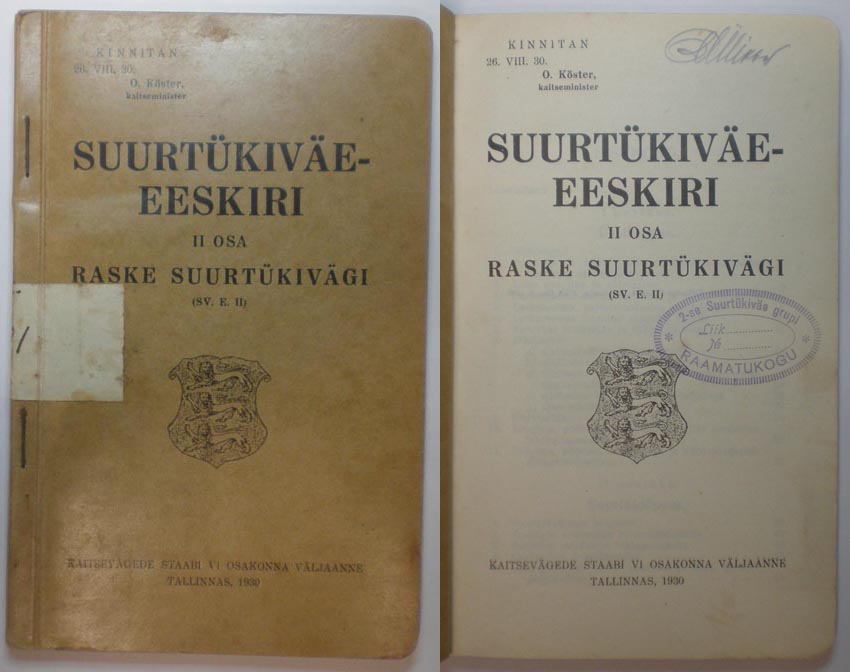 KINNITAN
26. VIII. 30.
O. Köster,
kaitseminister
SUURTÜKIVÄE-
EESKIRI
II OSA
RASKE SUURTÜKIVÄGI
(SV. E. II)
KAITSEVÄGEDE STAABI VI OSAKONNA VÄLJAANNE
TALLINNAS, 1930
KINNITAN
26. VIII. 30.
O. Köster,
kaitseminister
SUURTÜKIVÄE-
EESKIRI
II OSA
RASKE SUURTÜKIVÄGI
(SV. E. II)
2-se Suurtükiväe grupi
Liik
№
RAAMATUKOGU
KAITSEVÄGEDE STAABI VI OSAKONNA VÄLJAANNE
TALLINNAS, 1930